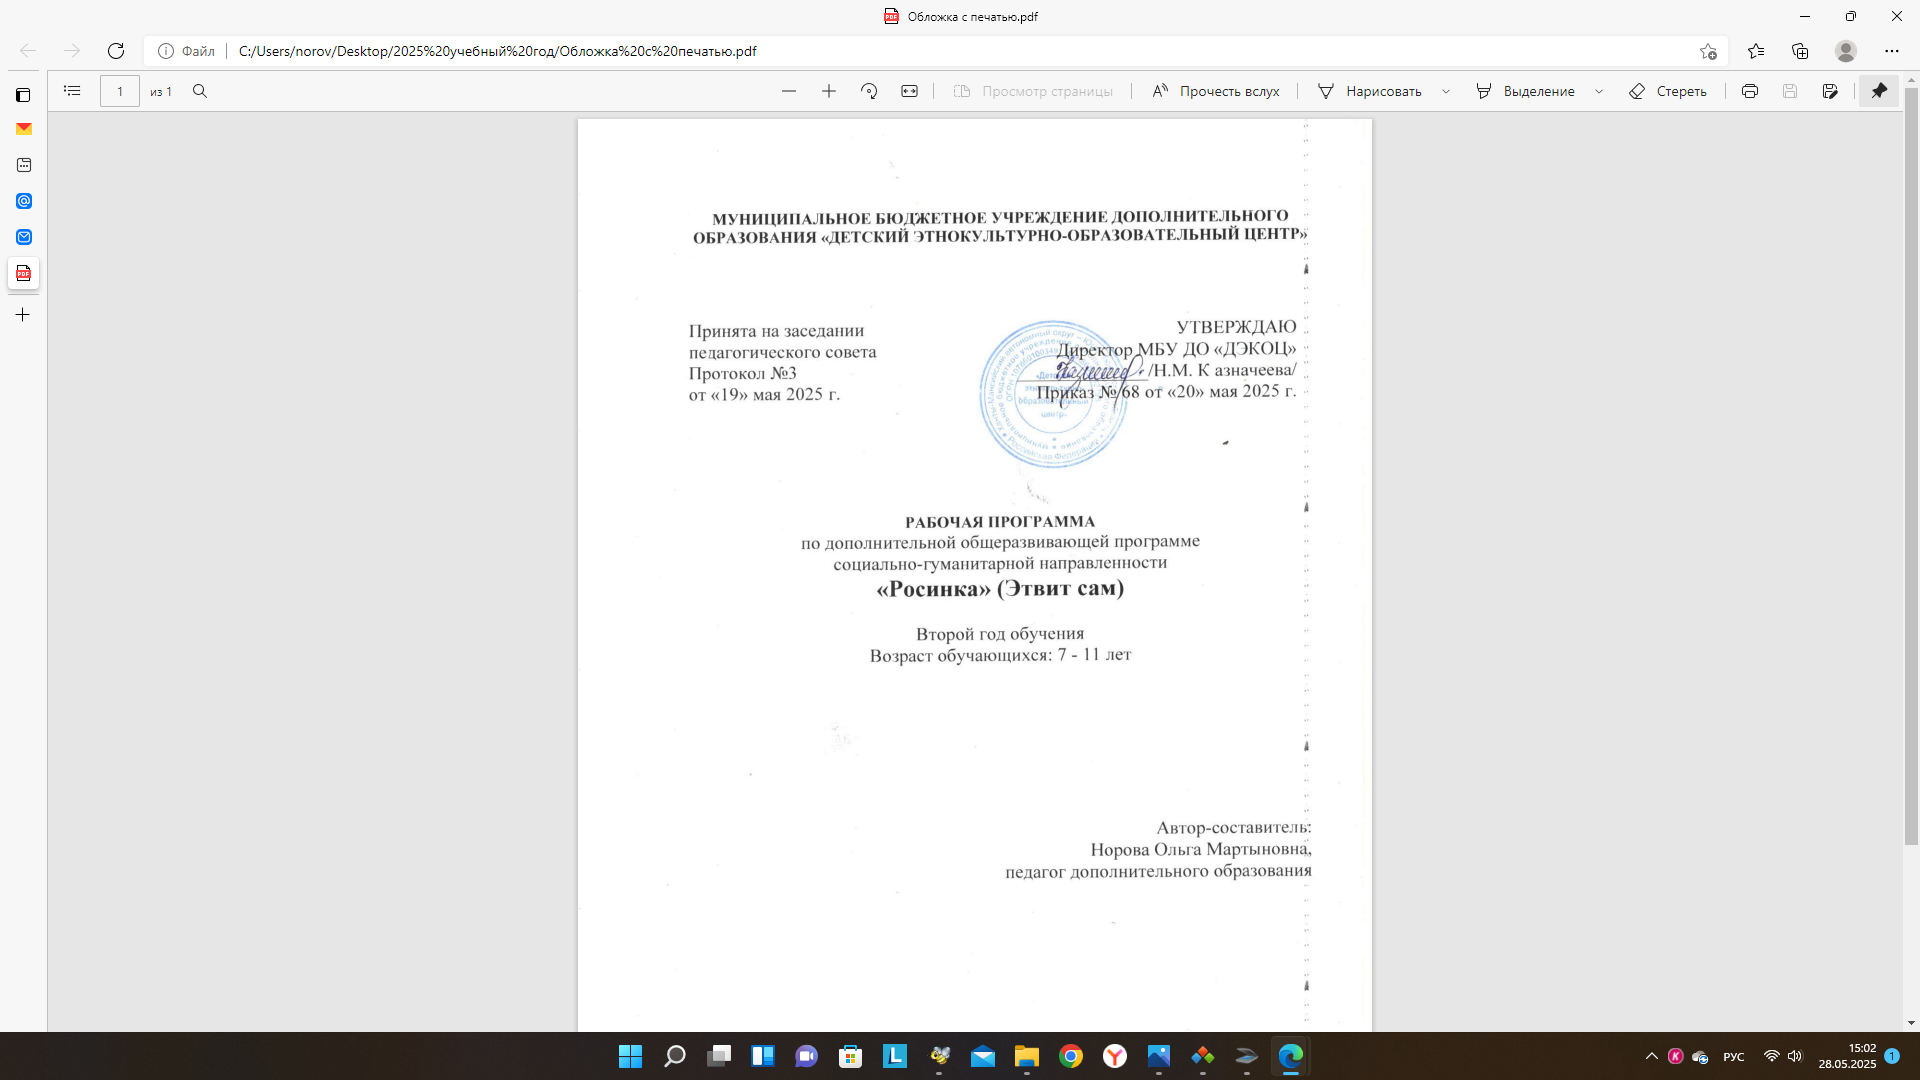 Обложка с печатью.pdf
Файл
C:/Users/norov/Desktop/2025%20учебный%20год/Обложка%20с%20печатью.pdf
1
из 1
Просмотр страницы
Прочесть вслух
Нарисовать
Выделение
Стереть
МУНИЦИПАЛЬНОЕ БЮДЖЕТНОЕ УЧРЕЖДЕНИЕ ДОПОЛНИТЕЛЬНОГО
ОБРАЗОВАНИЯ «ДЕТСКИЙ ЭТНОКУЛЬТУРНО-ОБРАЗОВАТЕЛЬНЫЙ ЦЕНТР»
Принята на заседании
педагогического совета
Протокол №3
от «19» мая 2025 г.
УТВЕРЖДАЮ
Директор МБУ ДО «ДЭКОЦ»
/Н.М. К азначеева/
Приказ № 68 от «20» мая 2025 г.
РАБОЧАЯ ПРОГРАММА
по дополнительной общеразвивающей программе
социально-гуманитарной направленности
«Росинка» (Этвит сам)
Второй год обучения
Возраст обучающихся: 7 - 11 лет
Автор-составитель:
Норова Ольга Мартыновна,
педагог дополнительного образования
РУС
15:02
28.05.2025
1